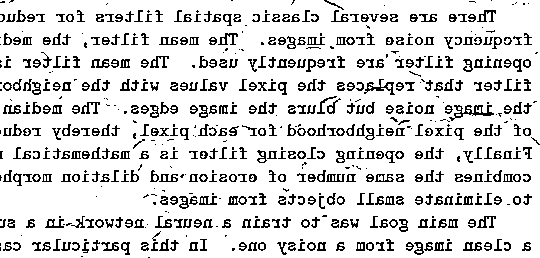 There are several classic spatial filters for reduc
frequency noise from images. The mean filter, the medi
opening filter are frequently used. The mean filter is
filter that replaces the pixel values with the neighbor
the image noise but blurs the image edges. The median
of the pixel neighborhood for each pixel, thereby redu
Finally, the opening closing filter is a mathematical
combines the same number of erosion and dilation morpho
to eliminate small objects from images.
The main goal was to train a neural network in a su
a clean image from a noisy one. In this particular cas